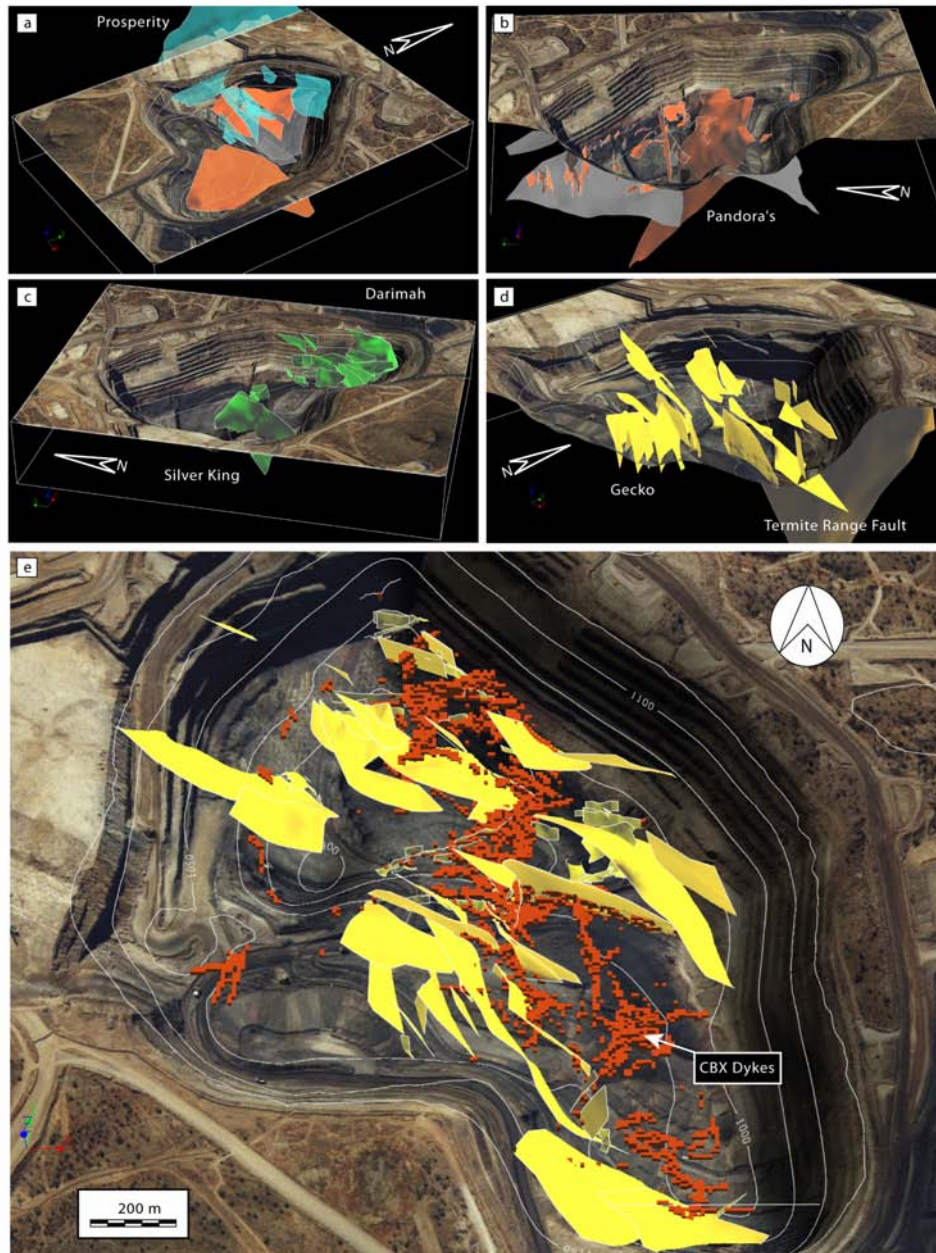 a
Prosperity
N
b
N
Pandora's
c
Darimah
N
Silver King
d
N
Gecko
Termite Range Fault
e
N
1100
CBX Dykes
1000
200 m